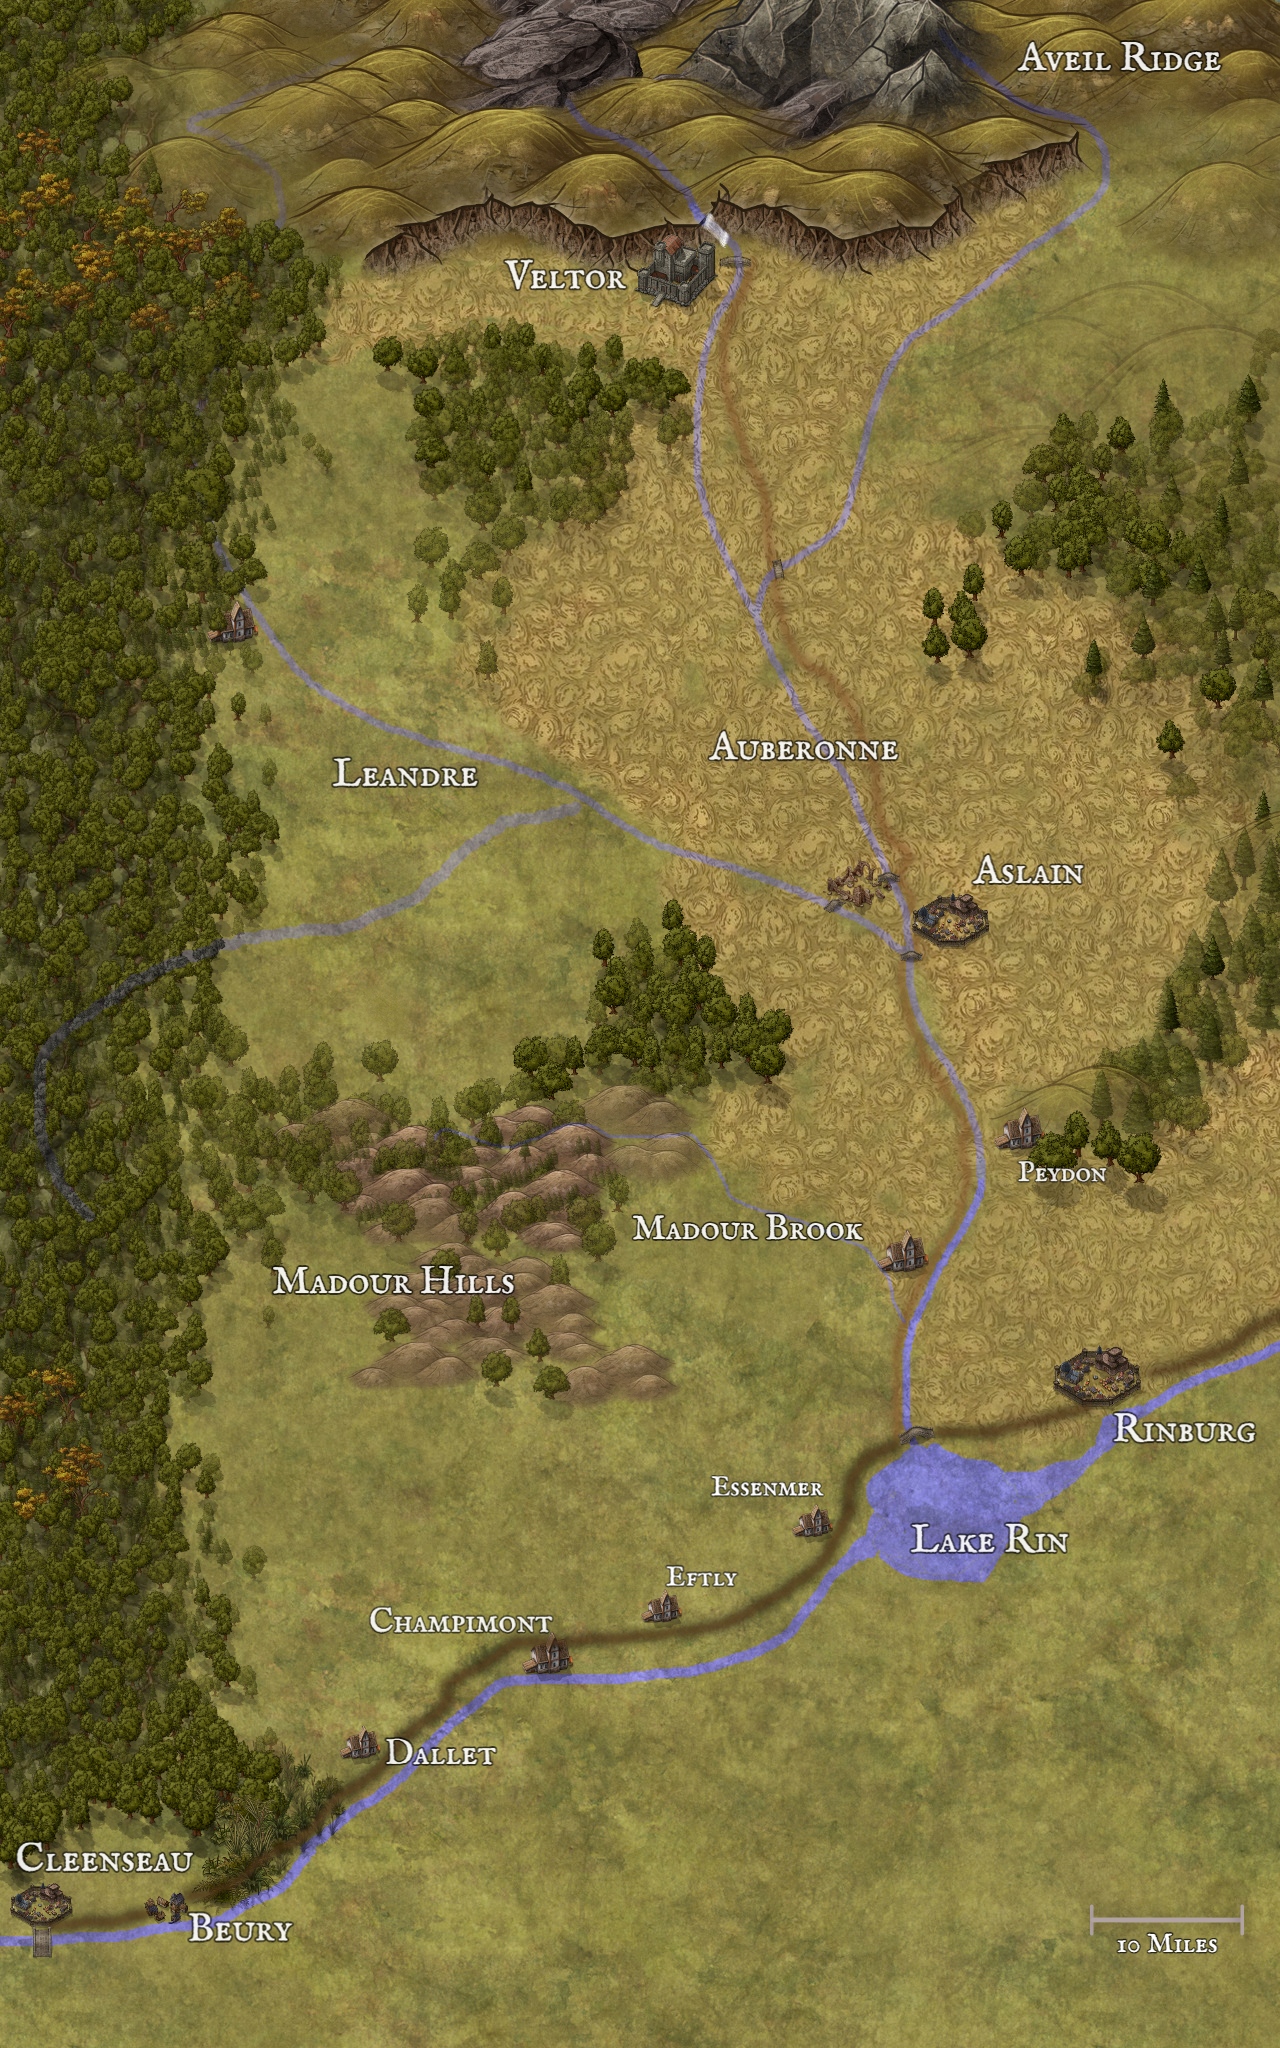 Aveil Ridge
Veltor
Auberonne
Leandre
Aslain
Peydon
Madour Brook
Madour Hills
Rinburg
Essenmer
Lake Rin
Eftly
Champimont
Dallet
Cleenseau
Beury
10 Miles